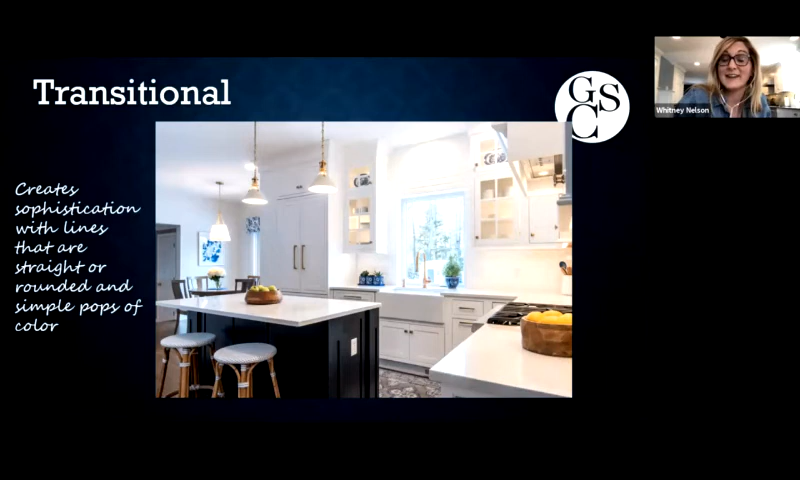 Transitional
GSC
Whitney Nelson
Creates
sophistication
with lines
that are
straight or
rounded and
simple pops of
color